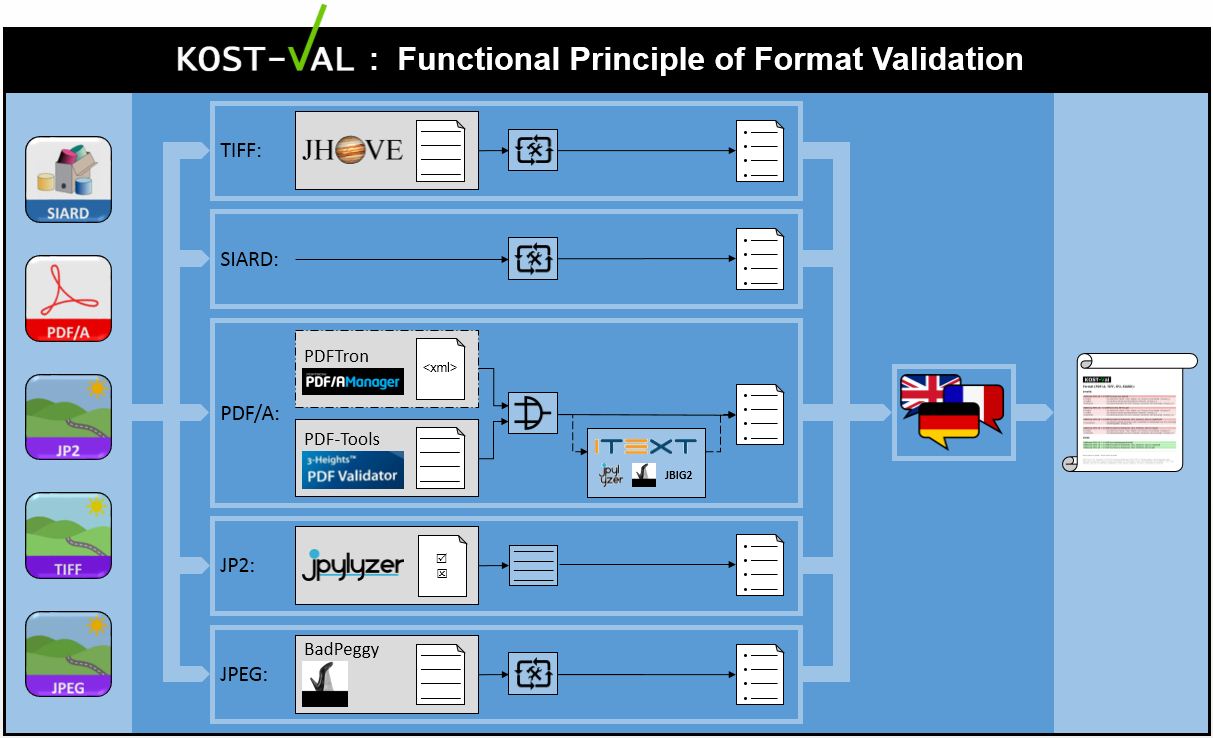 KOST-VAL : Functional Principle of Format Validation
SIARD
PDF/A
JP2
TIFF
JPEG
TIFF:
JHOVE
SIARD:
PDF/A:
PDFTron
PDF/AManager
<xml>
PDF-Tools
3-Heights™
PDF Validator
iTEXT
jpylyzer
JBIG2
JP2:
jpylyzer
JPEG:
BadPeggy
KOST-VAL